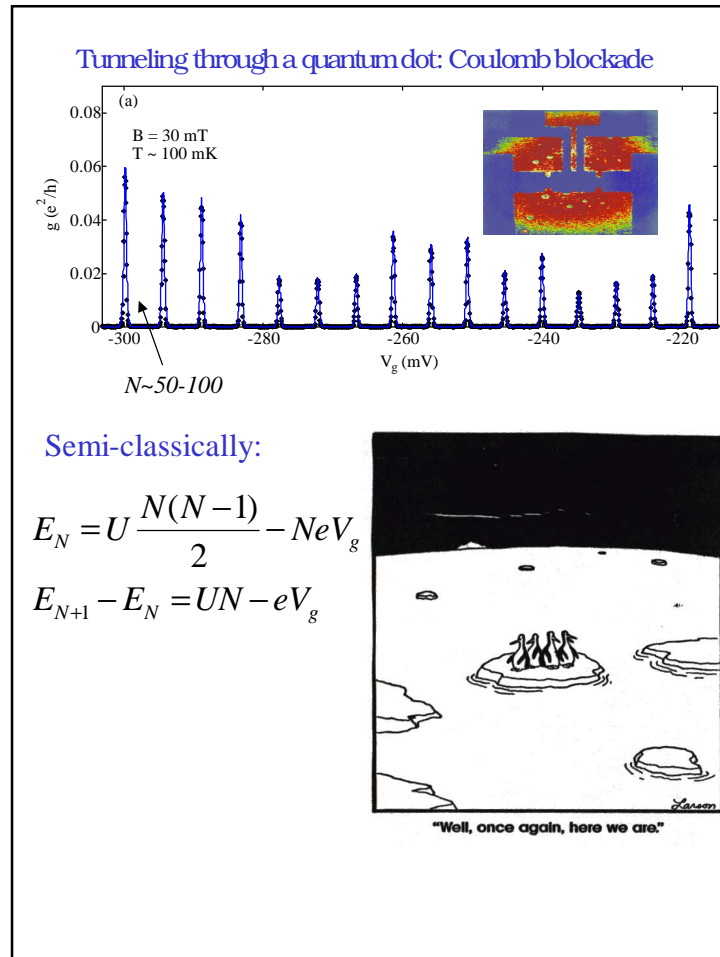 Tunneling through a quantum dot: Coulomb blockade
(a)
B = 30 mT
T ~ 100 mK
0.08
0.06
0.04
0.02
0
g (e²/h)
-300 -280 -260 -240 -220
V_g (mV)
N~50-100
Semi-classically:
E_N = U N(N−1)/2 − NeV_g
E_{N+1} − E_N = UN − eV_g
Larson
"Well, once again, here we are."